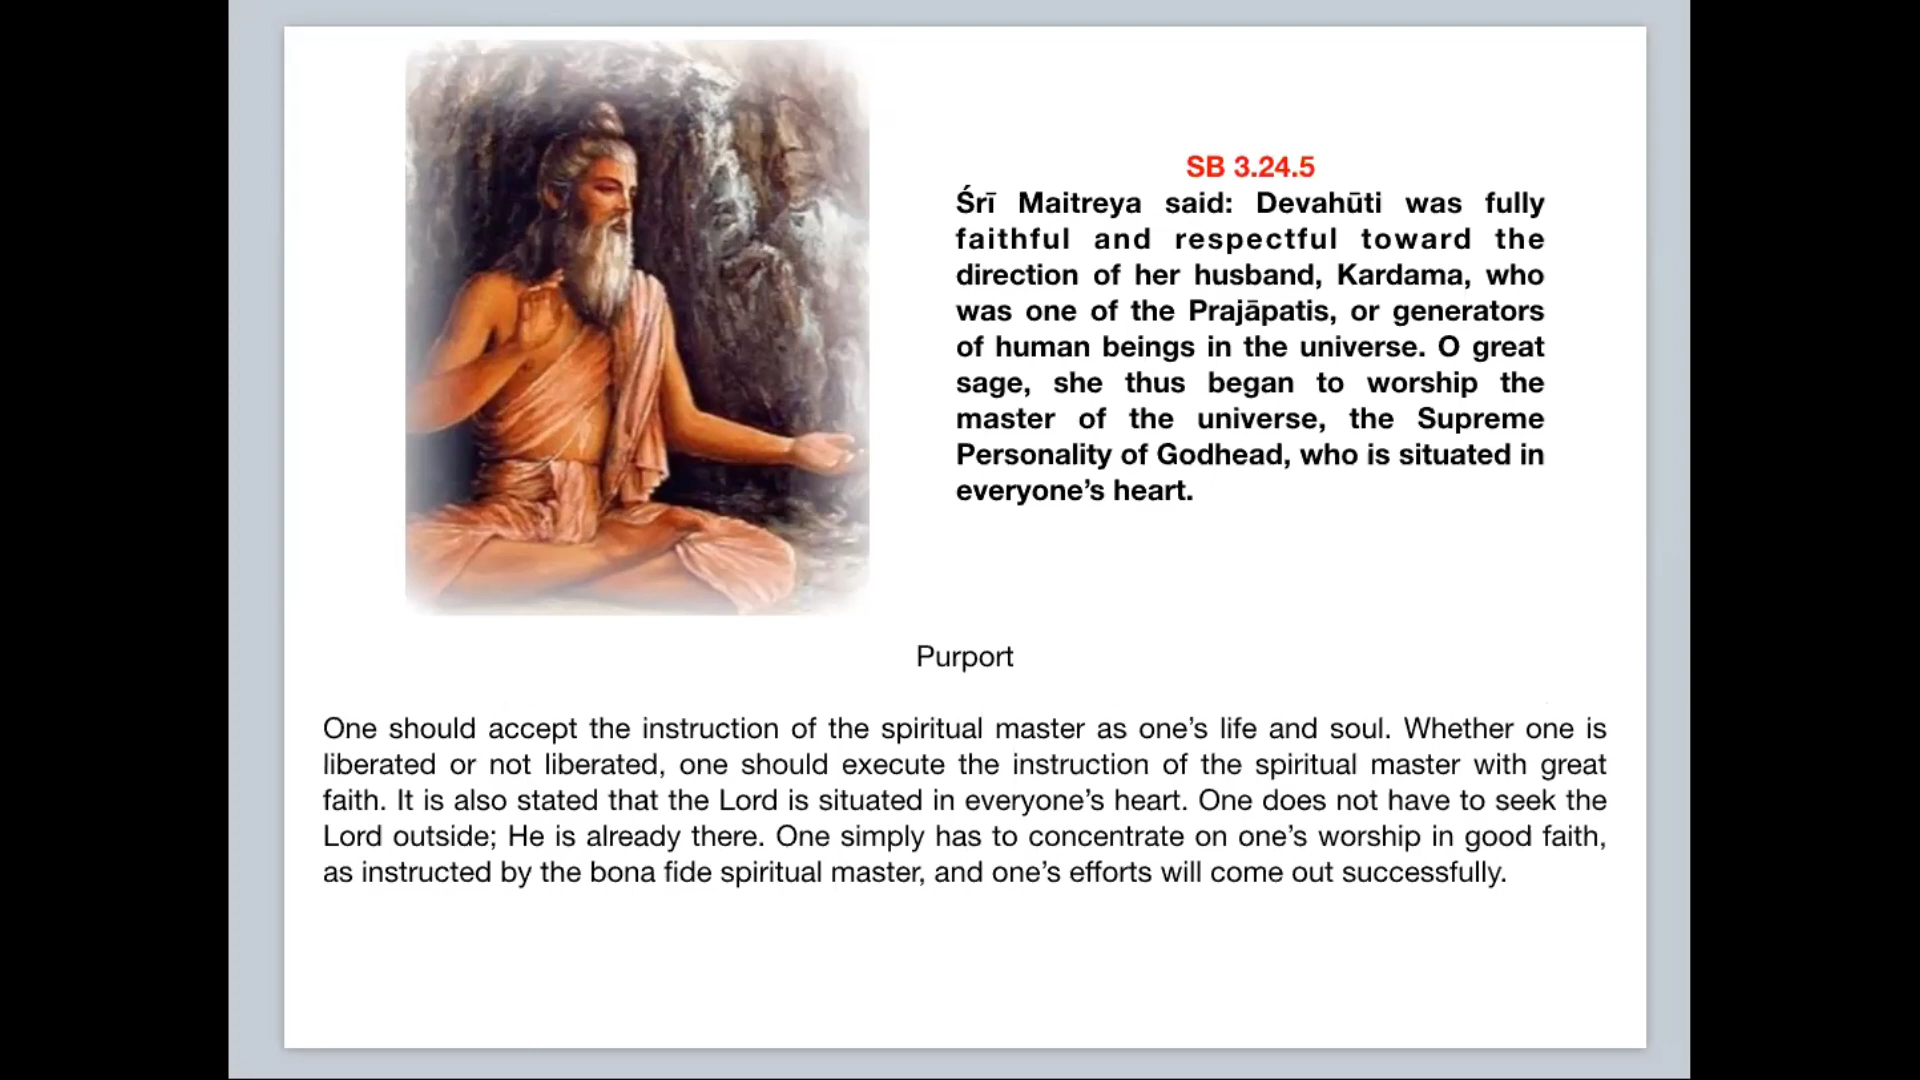 SB 3.24.5
Śrī Maitreya said: Devahūti was fully
faithful and respectful toward the
direction of her husband, Kardama, who
was one of the Prajāpatis, or generators
of human beings in the universe. O great
sage, she thus began to worship the
master of the universe, the Supreme
Personality of Godhead, who is situated in
everyone’s heart.
Purport
One should accept the instruction of the spiritual master as one’s life and soul. Whether one is
liberated or not liberated, one should execute the instruction of the spiritual master with great
faith. It is also stated that the Lord is situated in everyone’s heart. One does not have to seek the
Lord outside; He is already there. One simply has to concentrate on one’s worship in good faith,
as instructed by the bona fide spiritual master, and one’s efforts will come out successfully.